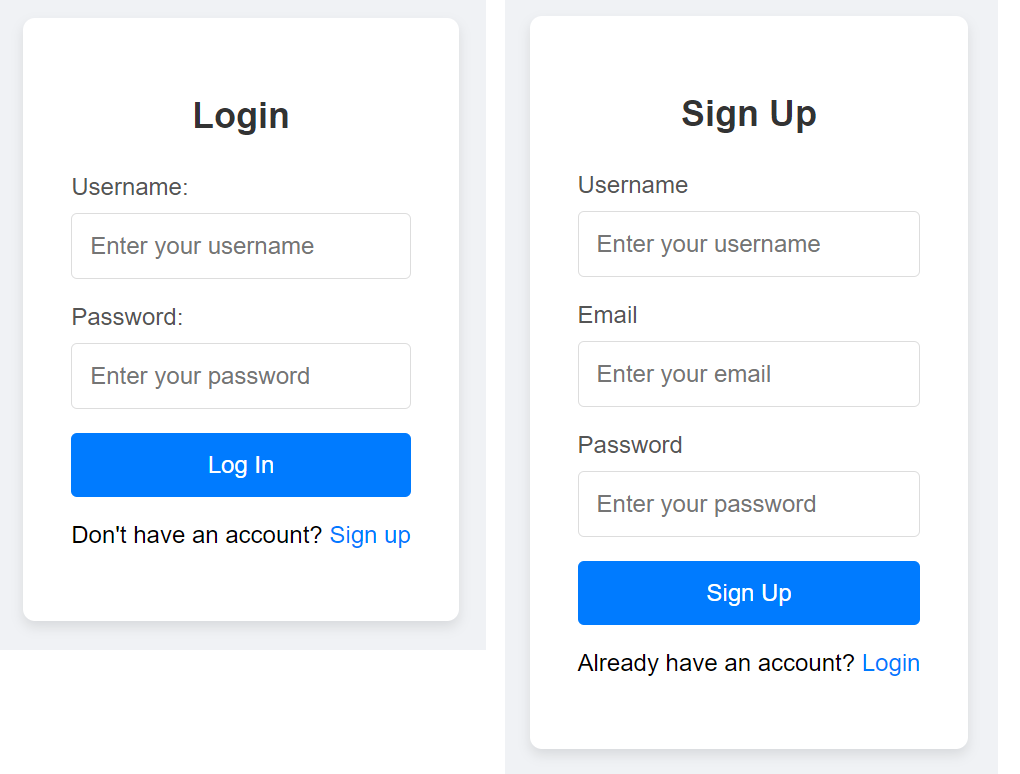 Login
Username:
Enter your username
Password:
Enter your password
Log In
Don't have an account? Sign up
Sign Up
Username
Enter your username
Email
Enter your email
Password
Enter your password
Sign Up
Already have an account? Login